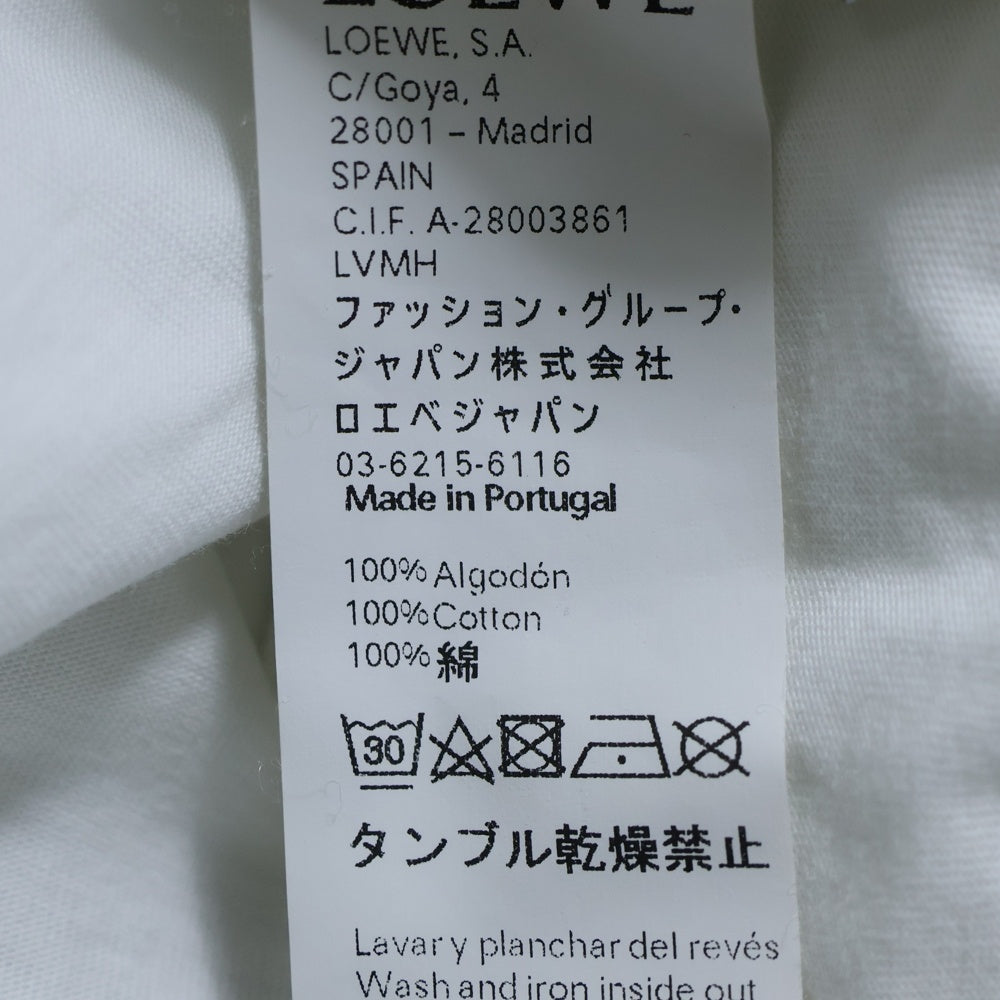 LOEWE
LOEWE, S.A.
C/Goya, 4
28001 – Madrid
SPAIN
C.I.F. A-28003861
LVMH
ファッション・グループ・
ジャパン株式会社
ロエベジャパン
03-6215-6116
Made in Portugal
100% Algodón
100% Cotton
100% 綿
30
タンブル乾燥禁止
Lavar y planchar del revés
Wash and iron inside out